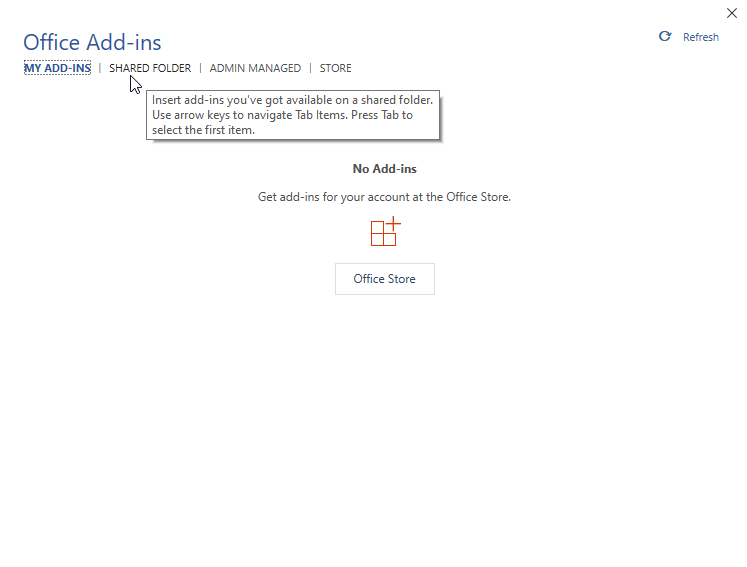 Office Add-ins
Refresh
MY ADD-INS | SHARED FOLDER | ADMIN MANAGED | STORE
Insert add-ins you've got available on a shared folder.
Use arrow keys to navigate Tab Items. Press Tab to
select the first item.
No Add-ins
Get add-ins for your account at the Office Store.
Office Store